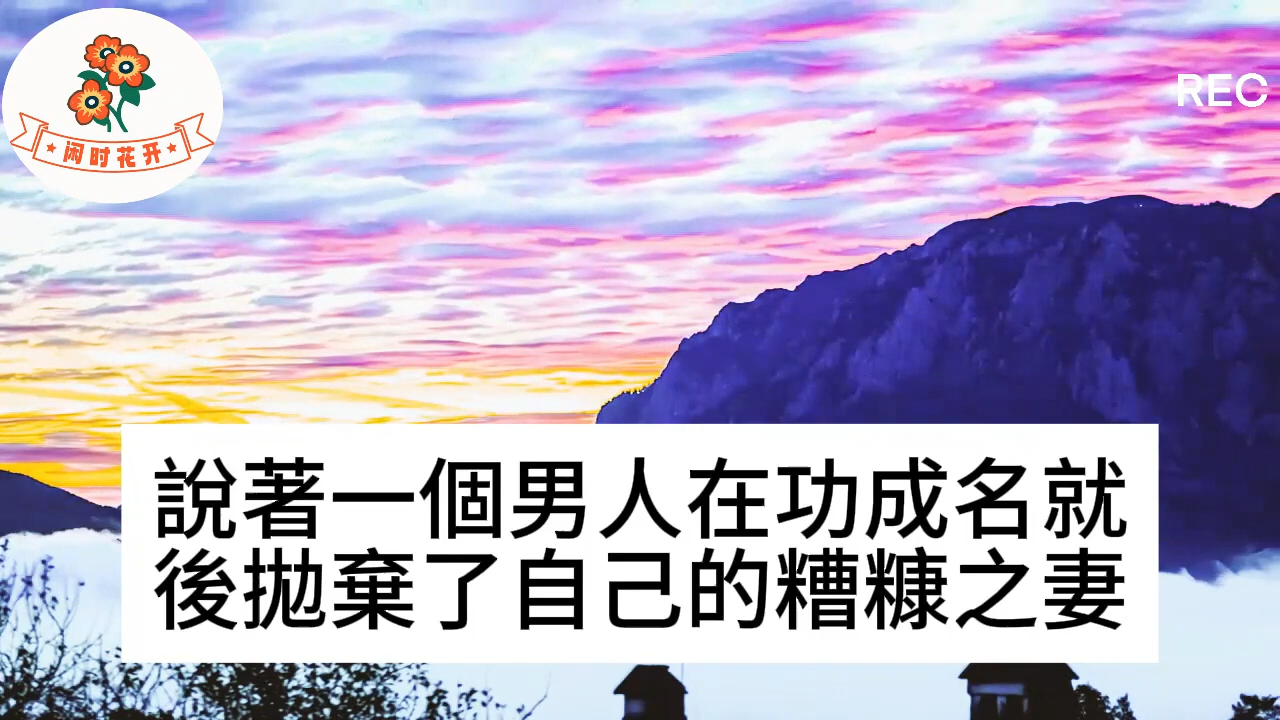 闲时花开
REC
說著一個男人在功成名就
後拋棄了自己的糟糠之妻